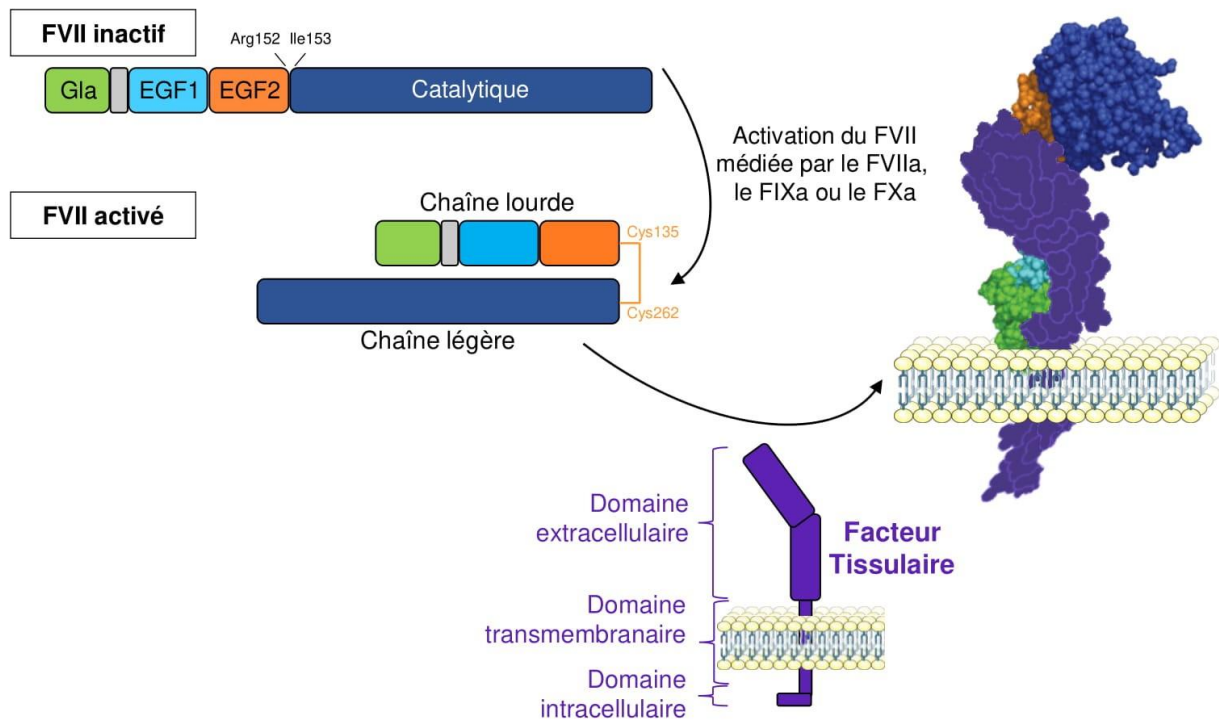 FVII inactif
Arg152 Ile153
Gla EGF1 EGF2 Catalytique
Activation du FVII
médiée par le FVIIa,
le FIXa ou le FXa
FVII activé
Chaîne lourde
Cys135
Cys262
Chaîne légère
Domaine
extracellulaire
Facteur
Tissulaire
Domaine
transmembranaire
Domaine
intracellulaire